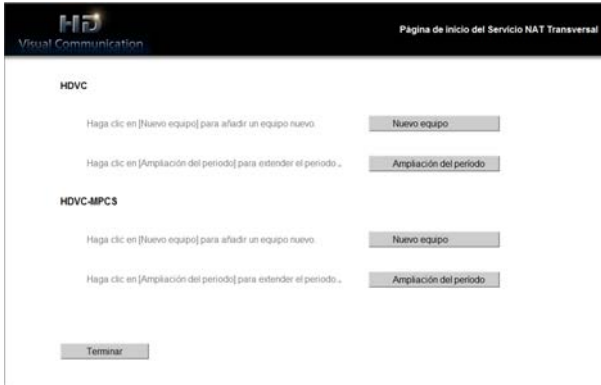 HD
Visual Communication
Página de inicio del Servicio NAT Transversal
HDVC
Haga clic en [Nuevo equipo] para añadir un equipo nuevo.
Nuevo equipo
Haga clic en [Ampliación del periodo] para extender el periodo..
Ampliación del período
HDVC-MPCS
Haga clic en [Nuevo equipo] para añadir un equipo nuevo.
Nuevo equipo
Haga clic en [Ampliación del periodo] para extender el periodo..
Ampliación del período
Terminar